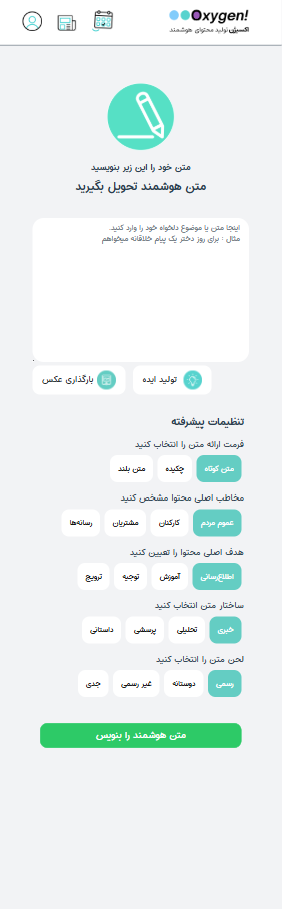 Oxygen!
اکسیژن تولید محتوای هوشمند
متن خود را این زیر بنویسید
متن هوشمند تحویل بگیرید
اینجا متن یا موضوع دلخواه خود را وارد کنید.
مثال : برای روز دختر یک پیام خلاقانه میخواهم
تولید ایده
بارگذاری عکس
تنظیمات پیشرفته
فرمت ارائه متن را انتخاب کنید
متن کوتاه چکیده متن بلند
مخاطب اصلی محتوا مشخص کنید
عموم مردم کارکنان مشتریان رسانه‌ها
هدف اصلی محتوا را تعیین کنید
اطلاع‌رسانی آموزش توجیه ترویج
ساختار متن انتخاب کنید
خبری تحلیلی پرسشی داستانی
لحن متن را انتخاب کنید
رسمی دوستانه غیر رسمی جدی
متن هوشمند را بنویس